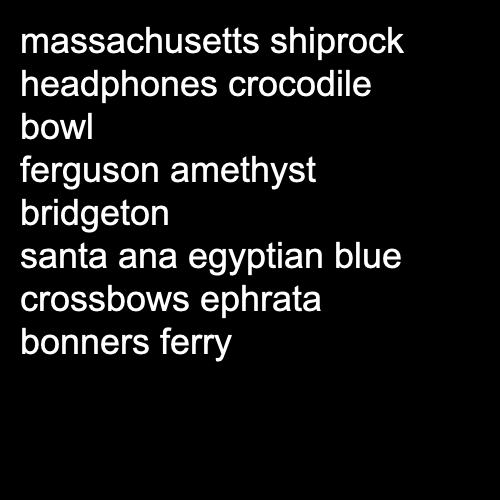 massachusetts shiprock
headphones crocodile
bowl
ferguson amethyst
bridgeton
santa ana egyptian blue
crossbows ephrata
bonners ferry